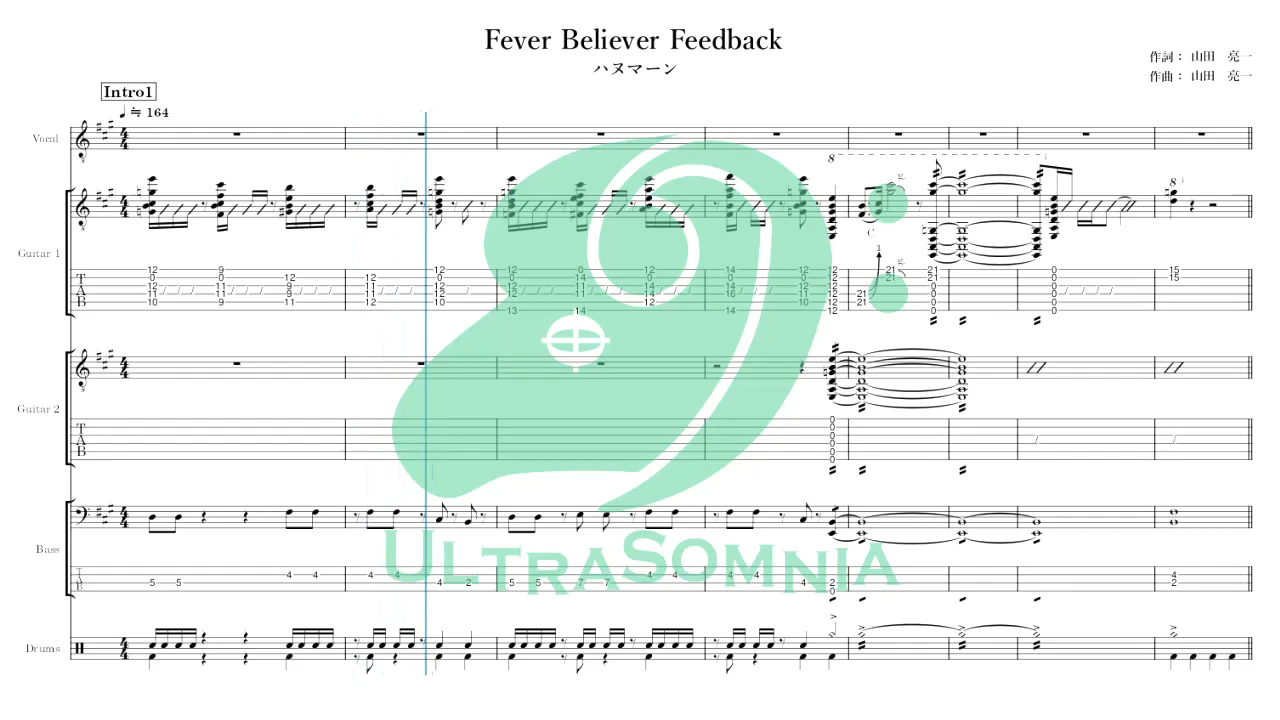 Fever Believer Feedback
ハヌマーン
作詞： 山田 亮一
作曲： 山田 亮一
Intro1
≒ 164
Vocal
Guitar 1
Guitar 2
Bass
Drums
ULTRASOMNIA